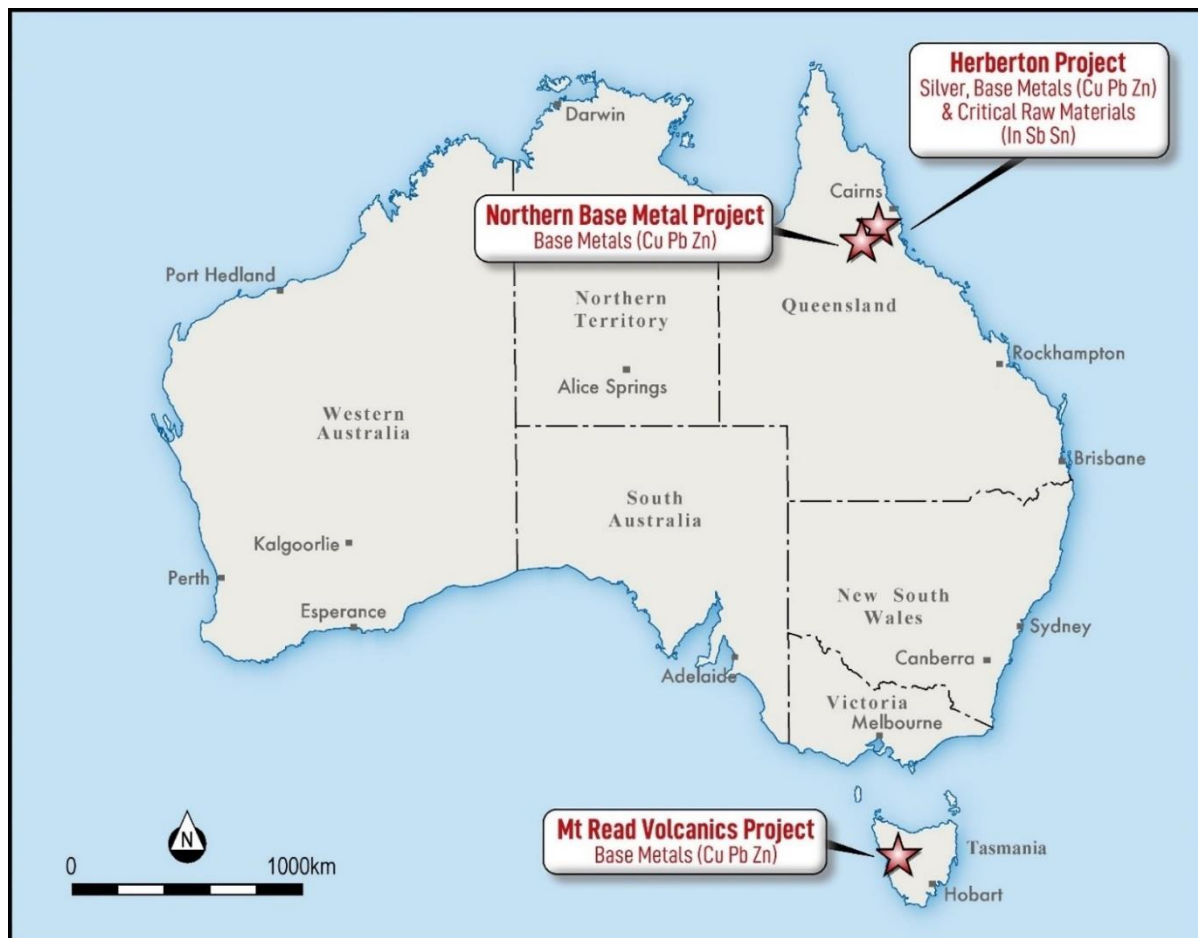 Herberton Project
Silver, Base Metals (Cu Pb Zn)
& Critical Raw Materials
(In Sb Sn)
Darwin
Cairns
Northern Base Metal Project
Base Metals (Cu Pb Zn)
Port Hedland
Northern
Territory
Queensland
Rockhampton
Alice Springs
Western
Australia
Brisbane
South
Australia
Kalgoorlie
Perth
Esperance
New South
Wales
Sydney
Canberra
Adelaide
Victoria
Melbourne
Mt Read Volcanics Project
Base Metals (Cu Pb Zn)
Tasmania
Hobart
N
0 1000km